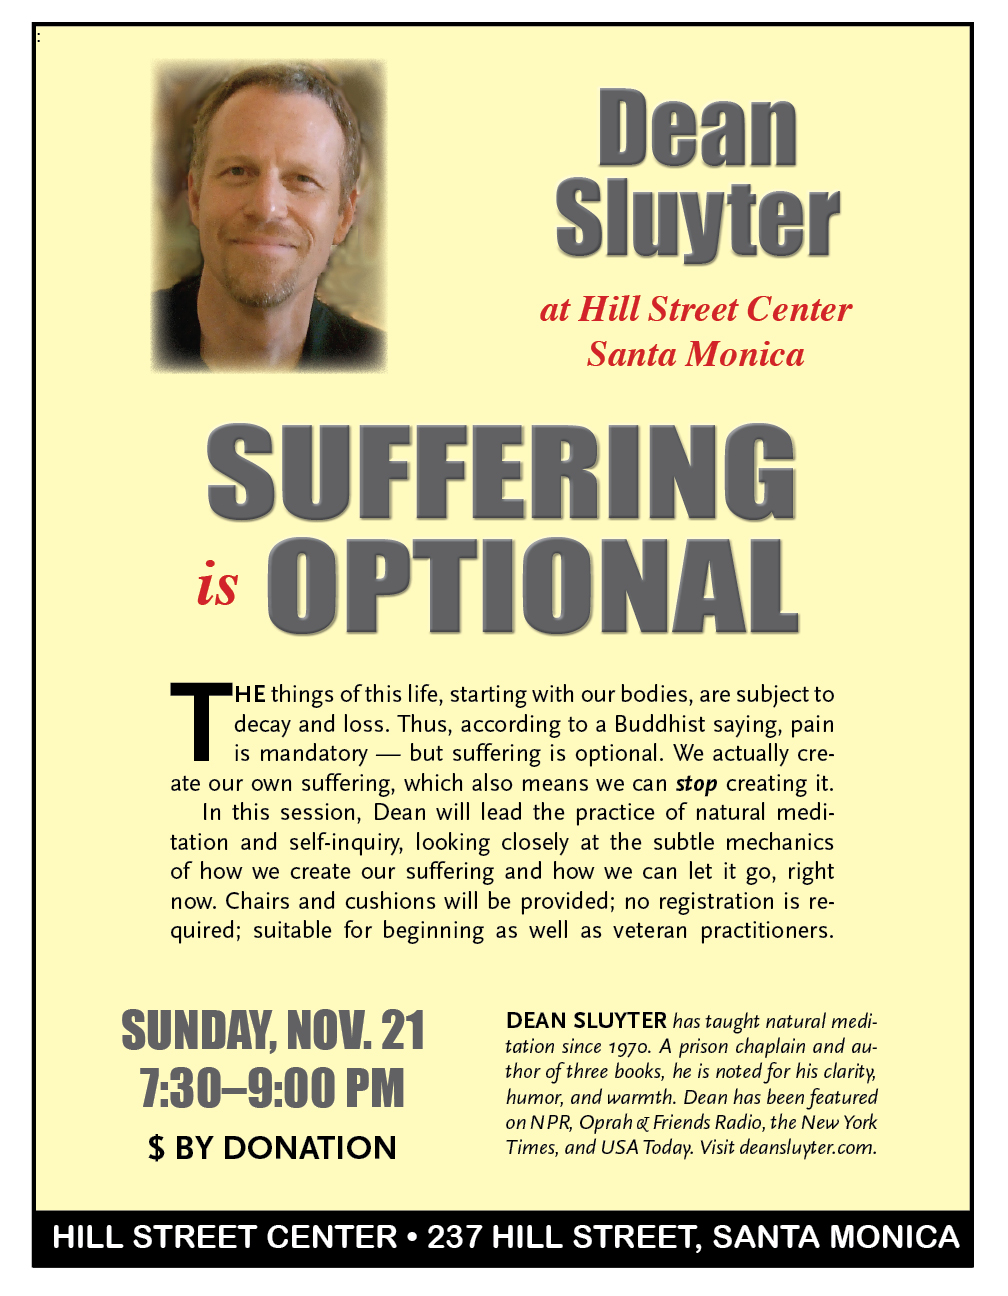 :
Dean
Sluyter
at Hill Street Center
Santa Monica
SUFFERING
is OPTIONAL
THE things of this life, starting with our bodies, are subject to
decay and loss. Thus, according to a Buddhist saying, pain
is mandatory — but suffering is optional. We actually cre-
ate our own suffering, which also means we can stop creating it.
In this session, Dean will lead the practice of natural medi-
tation and self-inquiry, looking closely at the subtle mechanics
of how we create our suffering and how we can let it go, right
now. Chairs and cushions will be provided; no registration is re-
quired; suitable for beginning as well as veteran practitioners.
SUNDAY, NOV. 21
7:30–9:00 PM
$ BY DONATION
DEAN SLUYTER has taught natural medi-
tation since 1970. A prison chaplain and au-
thor of three books, he is noted for his clarity,
humor, and warmth. Dean has been featured
on NPR, Oprah & Friends Radio, the New York
Times, and USA Today. Visit deansluyter.com.
HILL STREET CENTER • 237 HILL STREET, SANTA MONICA